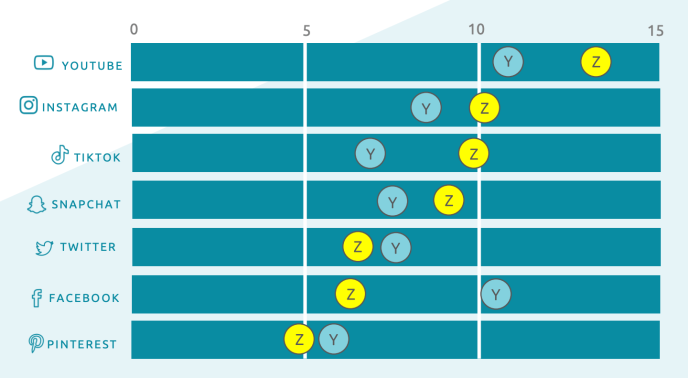 0 5 10 15
YOUTUBE Y Z
INSTAGRAM Y Z
TIKTOK Y Z
SNAPCHAT Y Z
TWITTER Z Y
FACEBOOK Z Y
PINTEREST Z Y